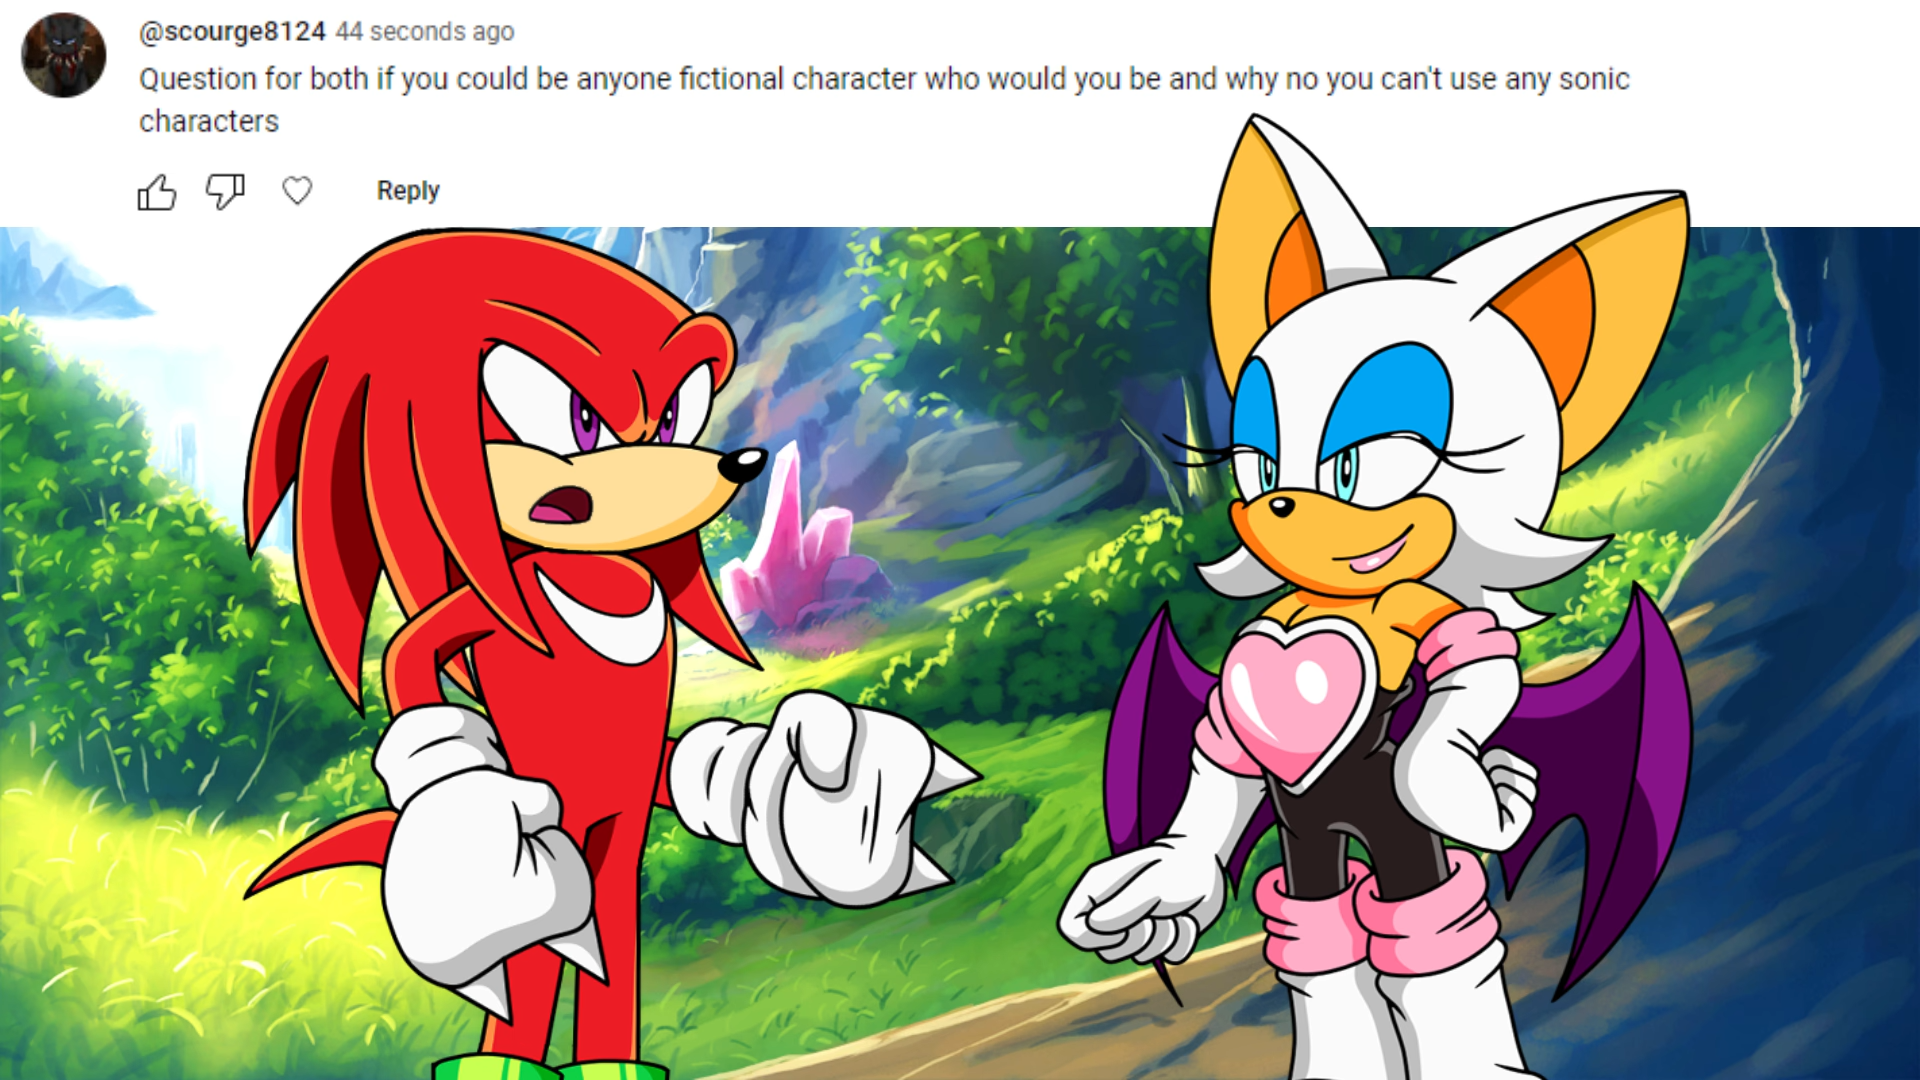 @scourge8124 44 seconds ago
Question for both if you could be anyone fictional character who would you be and why no you can't use any sonic
characters
Reply